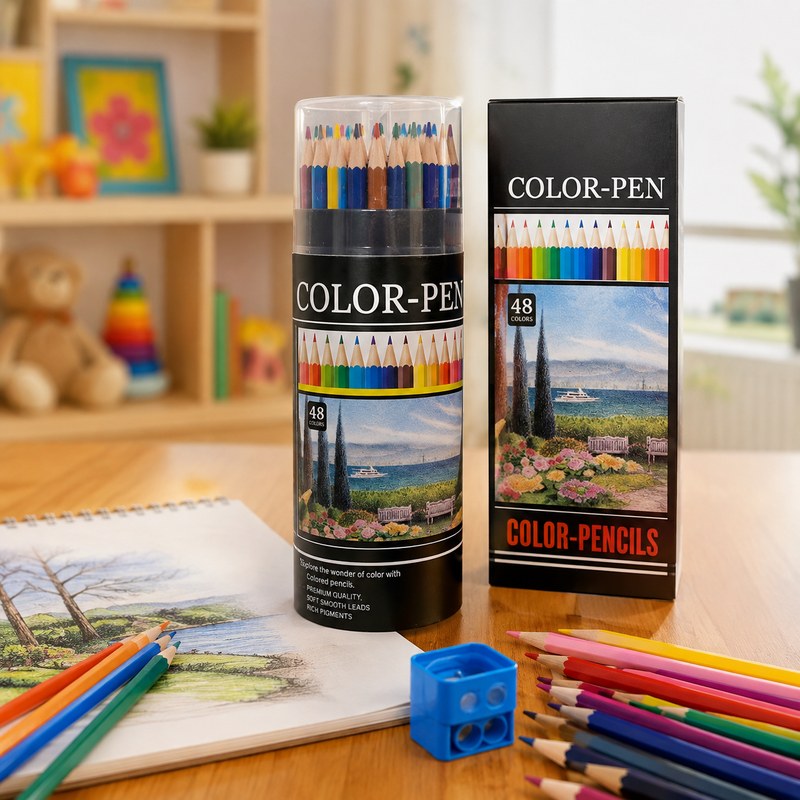 COLOR-PEN
48
COLORS
Explore the wonder of color with
Colored pencils.
PREMIUM QUALITY,
SOFT SMOOTH LEADS
RICH PIGMENTS
COLOR-PEN
48
COLORS
COLOR-PENCILS